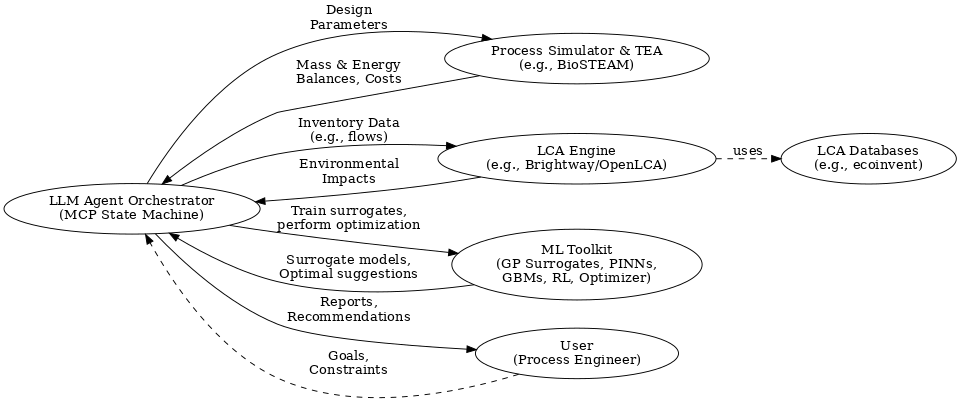 Design
Parameters
Process Simulator & TEA
(e.g., BioSTEAM)
Mass & Energy
Balances, Costs
Inventory Data
(e.g., flows)
LCA Engine
(e.g., Brightway/OpenLCA)
uses
LCA Databases
(e.g., ecoinvent)
Environmental
Impacts
LLM Agent Orchestrator
(MCP State Machine)
Train surrogates,
perform optimization
ML Toolkit
(GP Surrogates, PINNs,
GBMs, RL, Optimizer)
Surrogate models,
Optimal suggestions
Reports,
Recommendations
User
(Process Engineer)
Goals,
Constraints